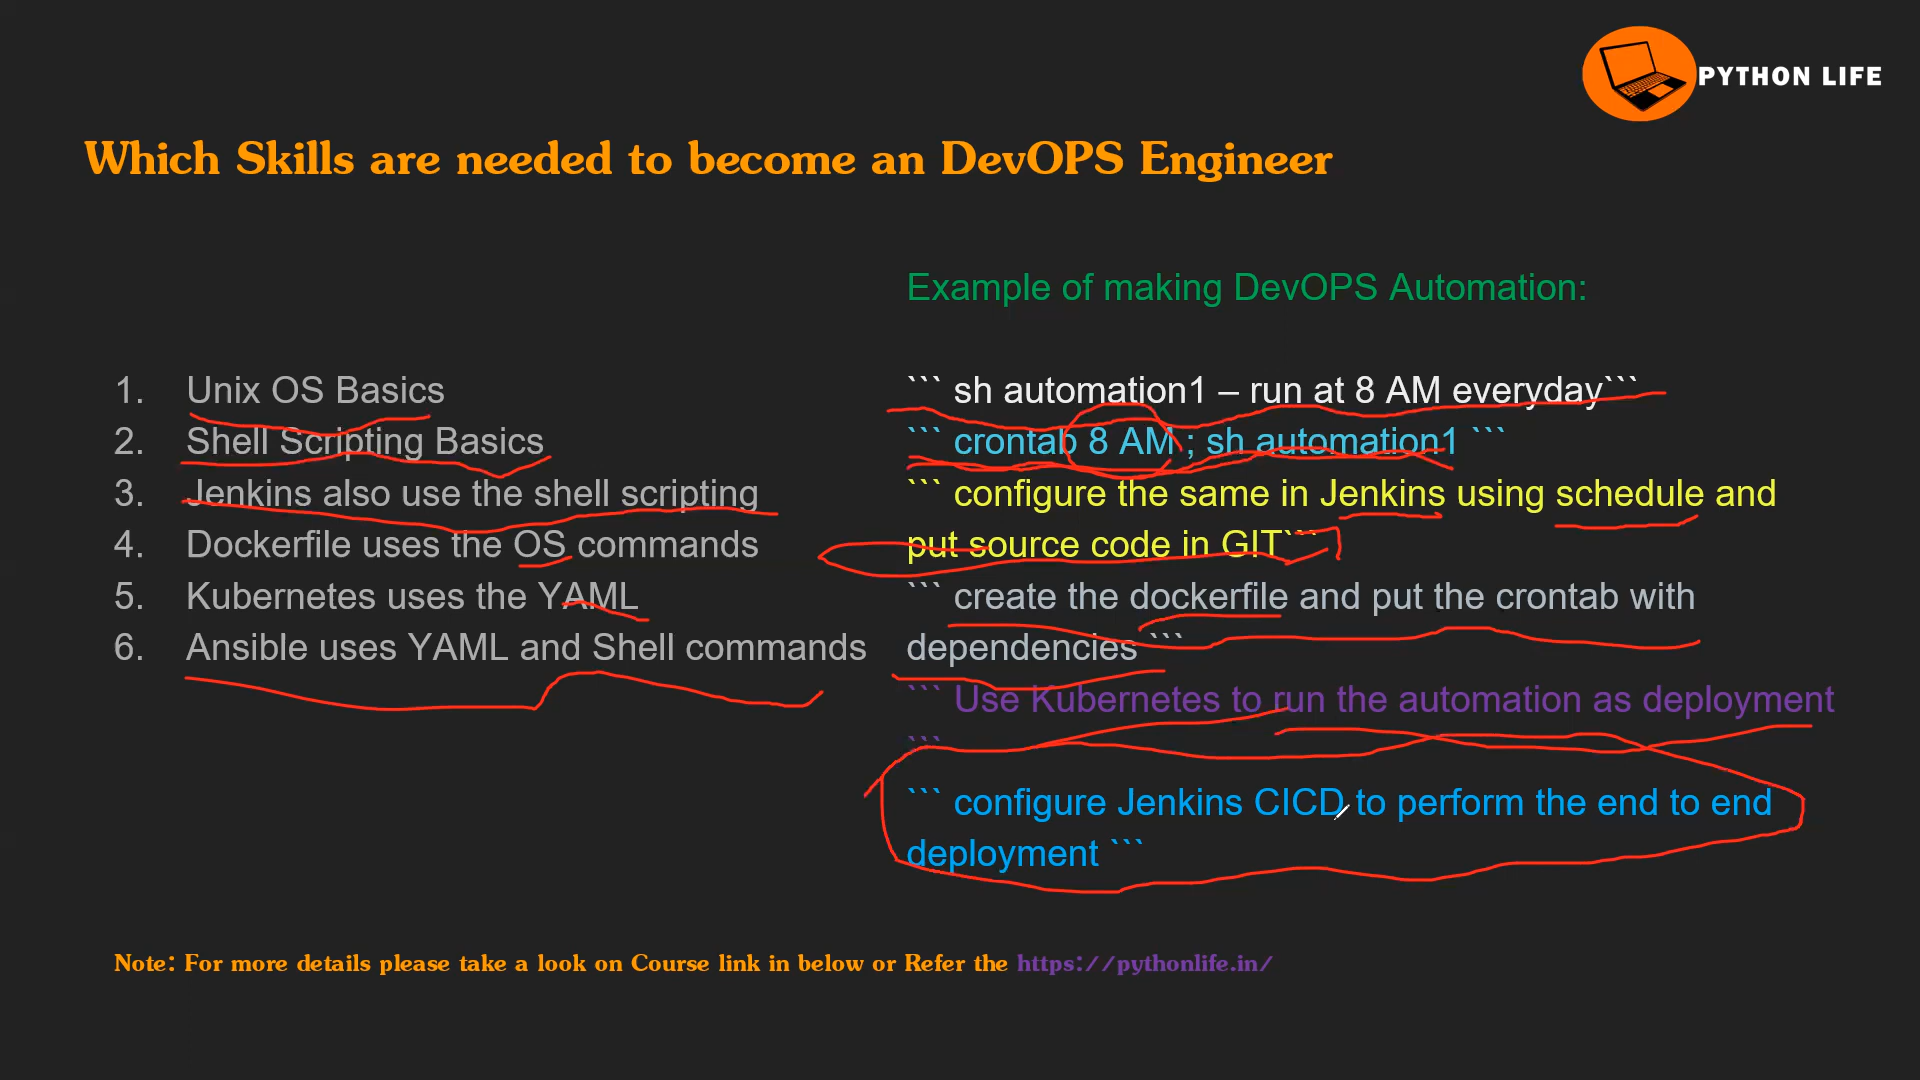 PYTHON LIFE
Which Skills are needed to become an DevOPS Engineer
Example of making DevOPS Automation:
1. Unix OS Basics
2. Shell Scripting Basics
3. Jenkins also use the shell scripting
4. Dockerfile uses the OS commands
5. Kubernetes uses the YAML
6. Ansible uses YAML and Shell commands
``` sh automation1 – run at 8 AM everyday```
``` crontab 8 AM ; sh automation1 ```
``` configure the same in Jenkins using schedule and
put source code in GIT```
``` create the dockerfile and put the crontab with
dependencies ```
``` Use Kubernetes to run the automation as deployment
```
``` configure Jenkins CICD to perform the end to end
deployment ```
Note: For more details please take a look on Course link in below or Refer the https://pythonlife.in/